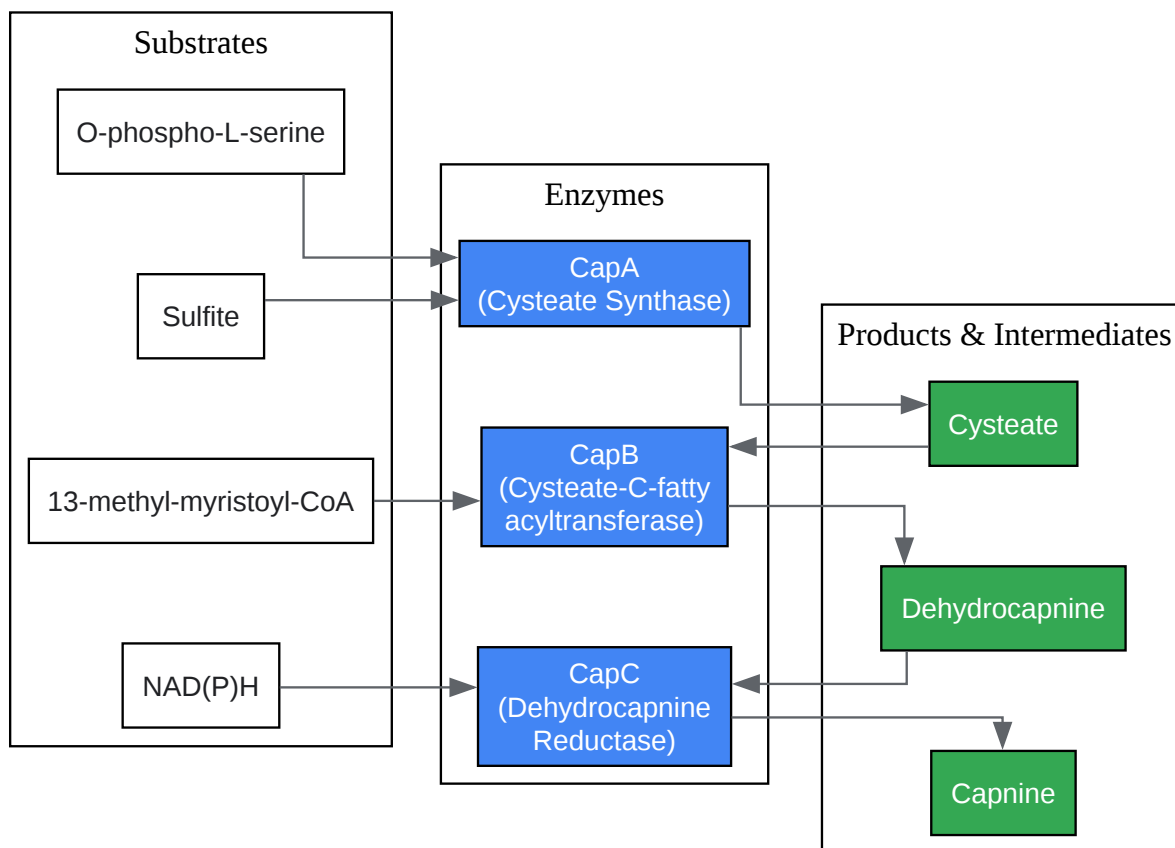 Substrates
O-phospho-L-serine
Sulfite
13-methyl-myristoyl-CoA
NAD(P)H
Enzymes
CapA
(Cysteate Synthase)
CapB
(Cysteate-C-fatty
acyltransferase)
CapC
(Dehydrocapnine
Reductase)
Products & Intermediates
Cysteate
Dehydrocapnine
Capnine